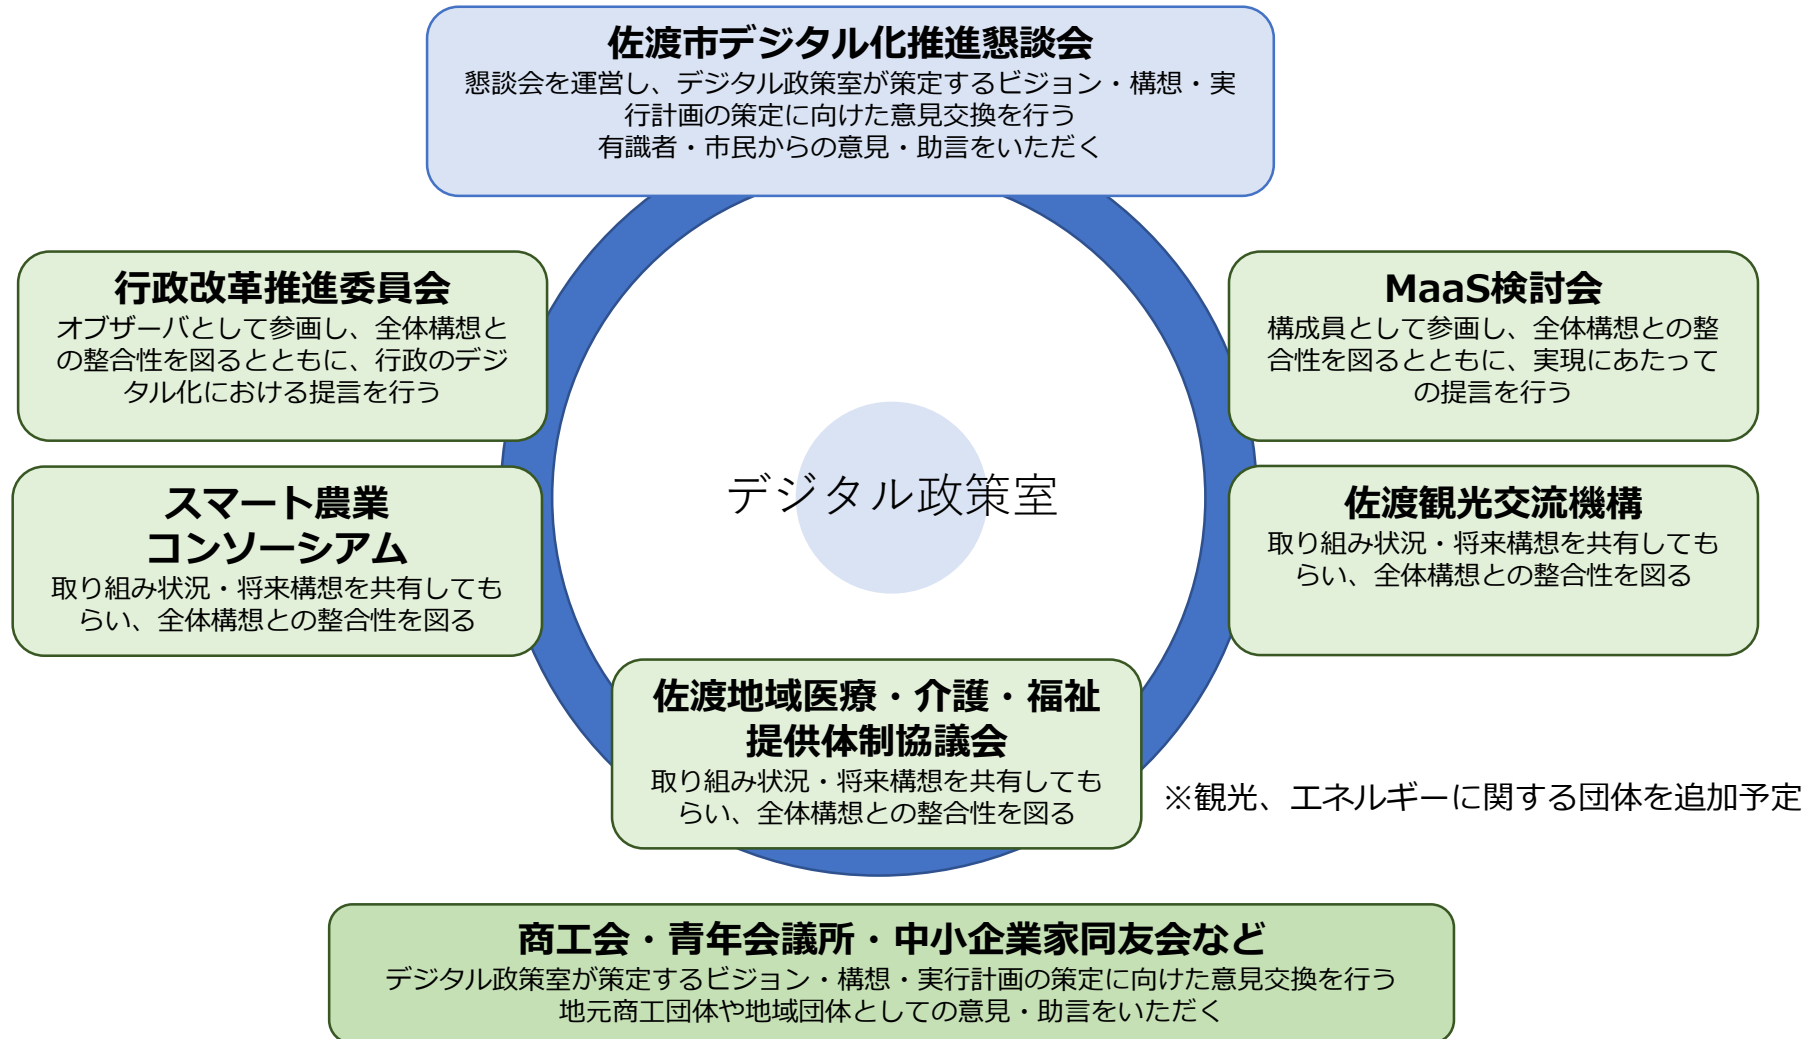 佐渡市デジタル化推進懇談会
懇談会を運営し、デジタル政策室が策定するビジョン・構想・実
行計画の策定に向けた意見交換を行う
有識者・市民からの意見・助言をいただく
行政改革推進委員会
オブザーバとして参画し、全体構想と
の整合性を図るとともに、行政のデジ
タル化における提言を行う
MaaS検討会
構成員として参画し、全体構想との整
合性を図るとともに、実現にあたって
の提言を行う
スマート農業
コンソーシアム
取り組み状況・将来構想を共有しても
らい、全体構想との整合性を図る
デジタル政策室
佐渡観光交流機構
取り組み状況・将来構想を共有しても
らい、全体構想との整合性を図る
佐渡地域医療・介護・福祉
提供体制協議会
取り組み状況・将来構想を共有しても
らい、全体構想との整合性を図る
※観光、エネルギーに関する団体を追加予定
商工会・青年会議所・中小企業家同友会など
デジタル政策室が策定するビジョン・構想・実行計画の策定に向けた意見交換を行う
地元商工団体や地域団体としての意見・助言をいただく